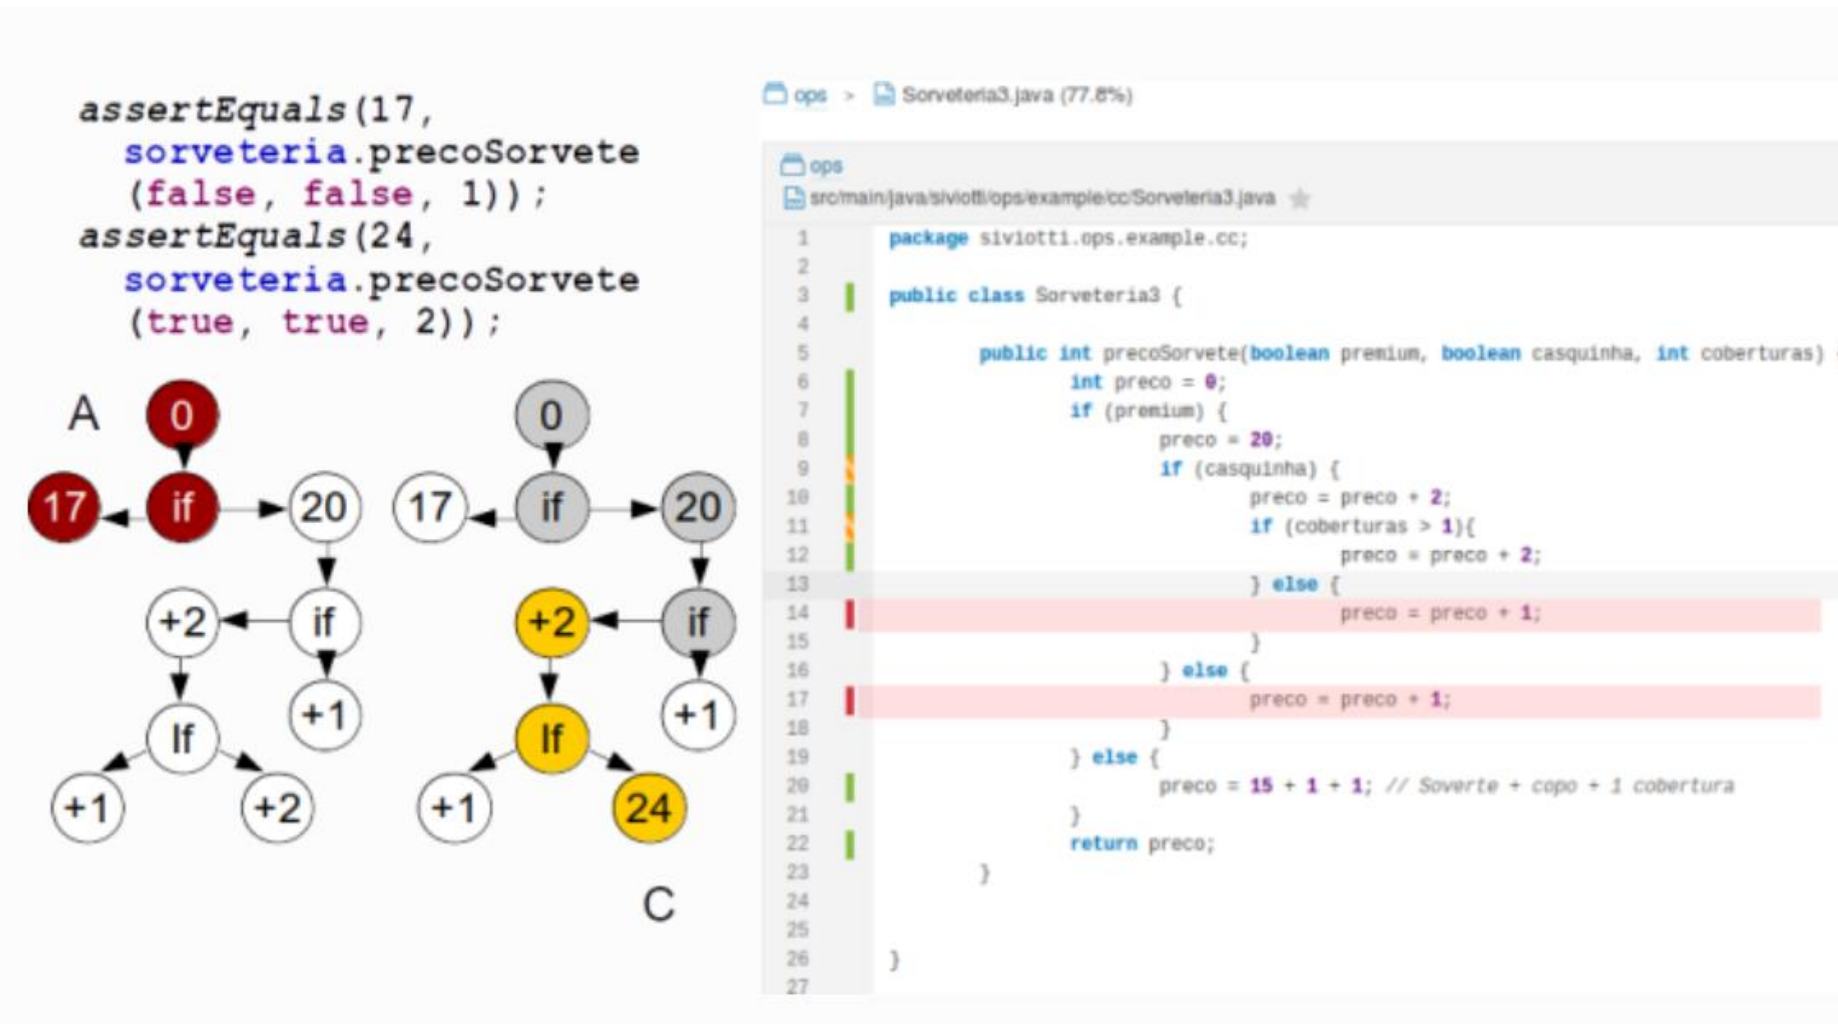 assertEquals(17,
sorveteria.precoSorvete
(false, false, 1));
assertEquals(24,
sorveteria.precoSorvete
(true, true, 2));
A
0
17
if
20
+2
if
+1
If
+1
+2
0
17
if
20
+2
if
+1
If
+1
24
C
ops > Sorveteria3.java (77.8%)
ops
src/main/java/siviotti/ops/example/cc/Sorveteria3.java
1 package siviotti.ops.example.cc;
2
3 public class Sorveteria3 {
4
5 public int precoSorvete(boolean premium, boolean casquinha, int coberturas)
6 int preco = 0;
7 if (premium) {
8 preco = 20;
9 if (casquinha) {
10 preco = preco + 2;
11 if (coberturas > 1){
12 preco = preco + 2;
13 } else {
14 preco = preco + 1;
15 }
16 } else {
17 preco = preco + 1;
18 }
19 } else {
20 preco = 15 + 1 + 1; // Soverte + copo + 1 cobertura
21 }
22 return preco;
23 }
24
25
26 }
27